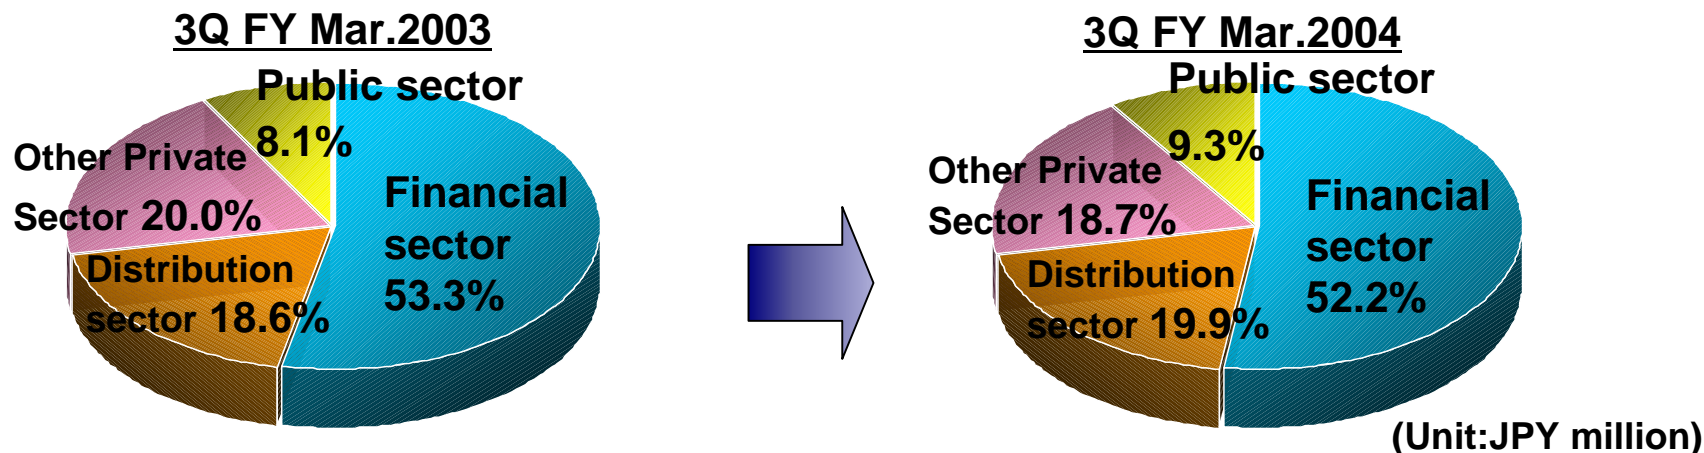 3Q FY Mar.2003
Public sector
8.1%
Other Private
Sector 20.0%
Financial
sector
53.3%
Distribution
sector 18.6%
3Q FY Mar.2004
Public sector
9.3%
Other Private
Sector 18.7%
Financial
sector
52.2%
Distribution
sector 19.9%
(Unit:JPY million)